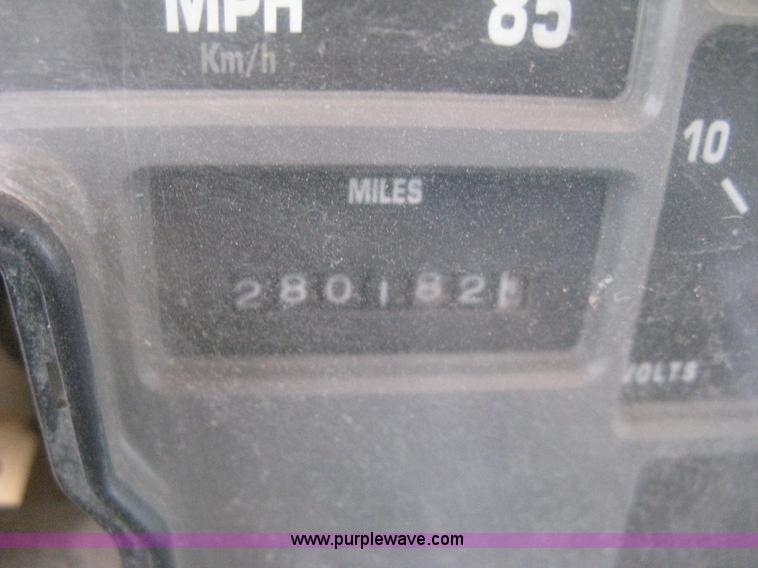 MPH 85
Km/h
10
MILES
280182
VOLTS
www.purplewave.com